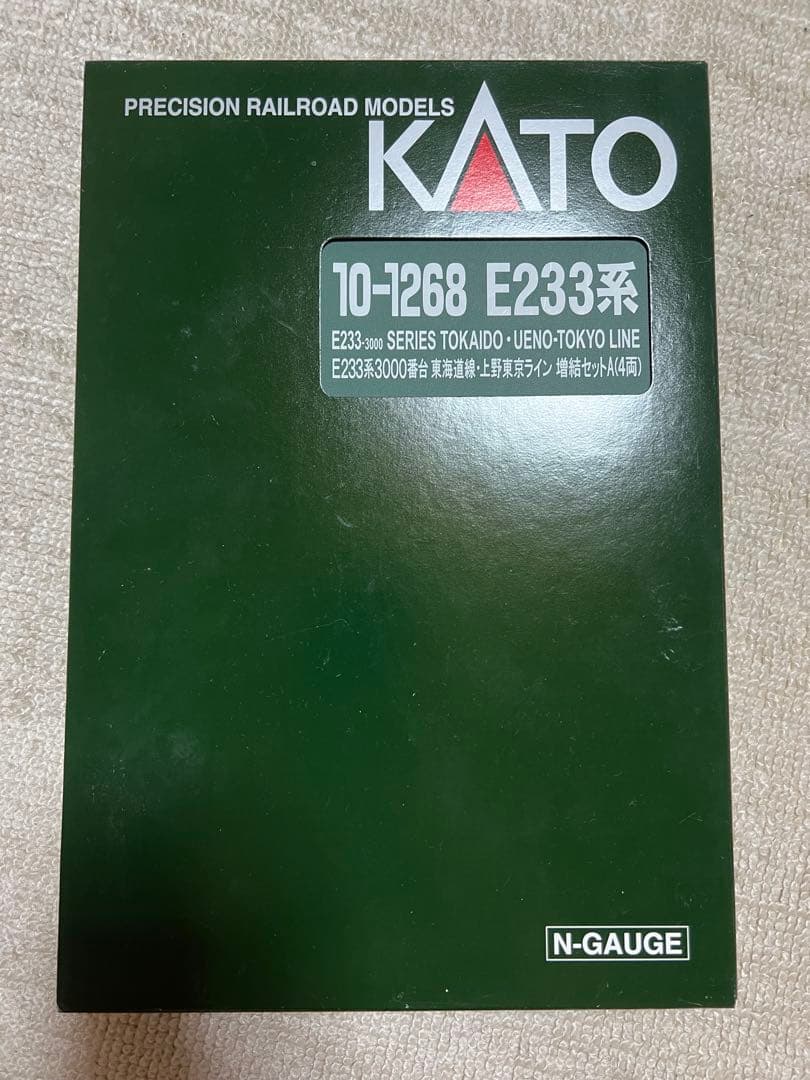 PRECISION RAILROAD MODELS
KATO
10-1268 E233系
E233-3000 SERIES TOKAIDO・UENO-TOKYO LINE
E233系3000番台 東海道線・上野東京ライン 増結セットA(4両)
N-GAUGE